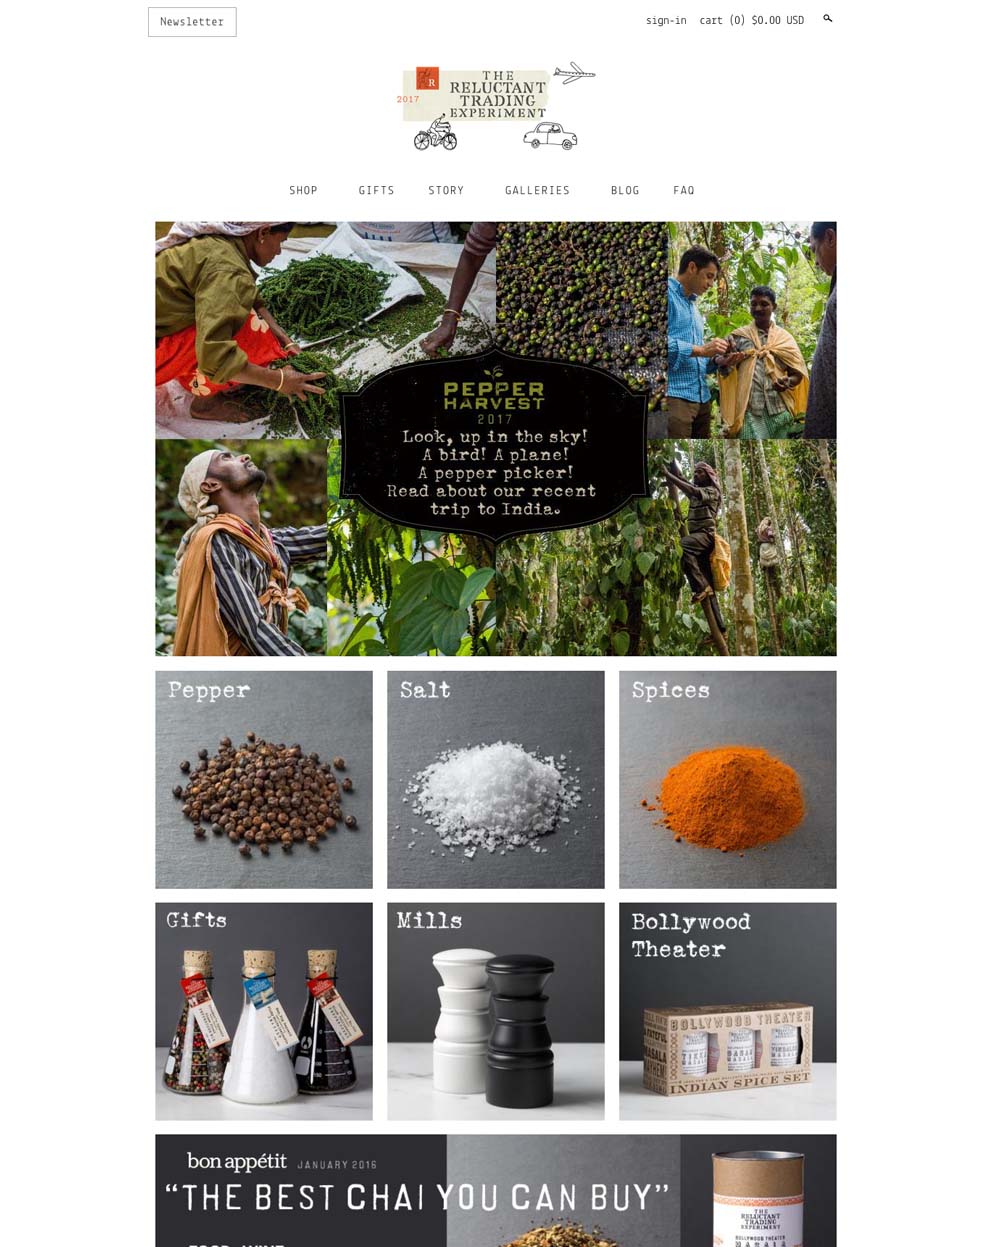 Newsletter
sign-in cart (0) $0.00 USD
R
2017
THE
RELUCTANT
TRADING
EXPERIMENT
SHOP GIFTS STORY GALLERIES BLOG FAQ
PEPPER
HARVEST
2017
Look, up in the sky!
A bird! A plane!
A pepper picker!
Read about our recent
trip to India.
Pepper
Salt
Spices
Gifts
Mills
Bollywood
Theater
BOLLYWOOD THEATER
MASALA
INDIAN SPICE SET
bon appétit JANUARY 2016
“THE BEST CHAI YOU CAN BUY”
THE
RELUCTANT
TRADING
EXPERIMENT
BOLLYWOOD THEATER